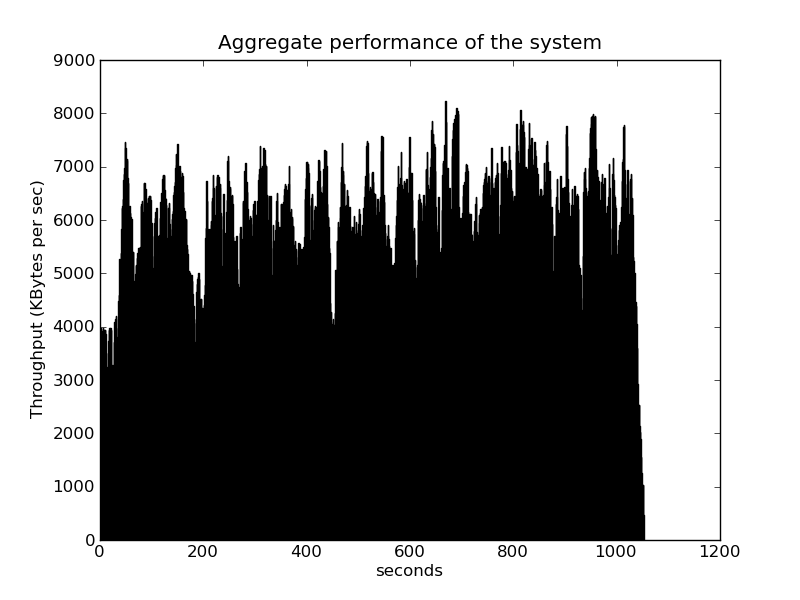 Aggregate performance of the system
9000
8000
7000
6000
5000
4000
3000
2000
1000
0
Throughput (KBytes per sec)
0 200 400 600 800 1000 1200
seconds